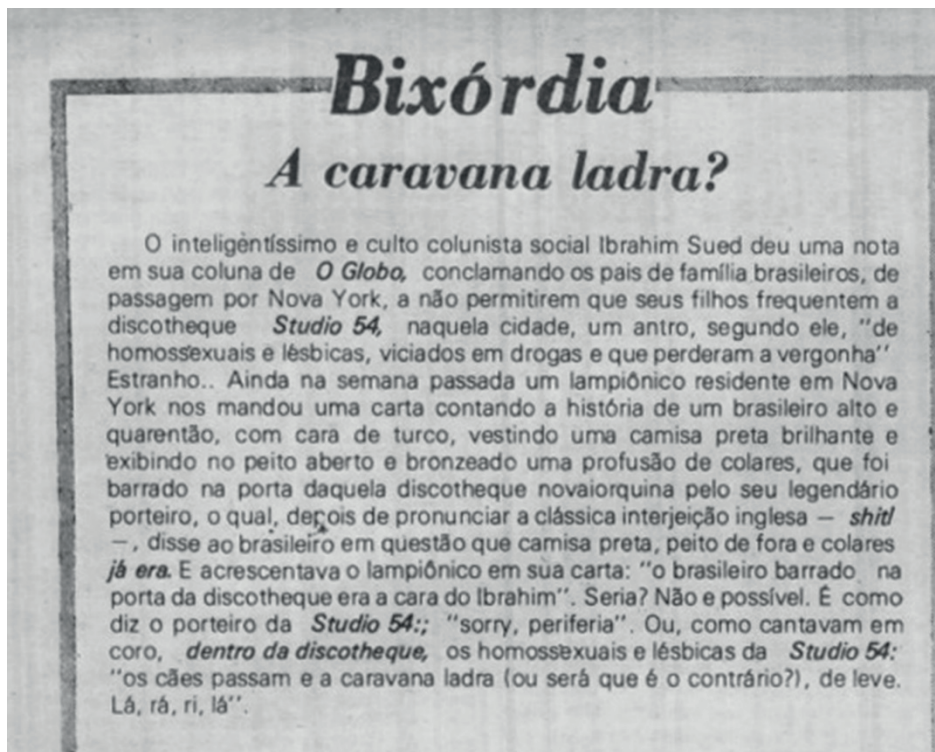 Bixórdia
A caravana ladra?
O inteligentíssimo e culto colunista social Ibrahim Sued deu uma nota
em sua coluna de O Globo, conclamando os pais de família brasileiros, de
passagem por Nova York, a não permitirem que seus filhos frequentem a
discotheque Studio 54, naquela cidade, um antro, segundo ele, "de
homossexuais e lésbicas, viciados em drogas e que perderam a vergonha"
Estranho.. Ainda na semana passada um lampiônico residente em Nova
York nos mandou uma carta contando a história de um brasileiro alto e
quarentão, com cara de turco, vestindo uma camisa preta brilhante e
exibindo no peito aberto e bronzeado uma profusão de colares, que foi
barrado na porta daquela discotheque novaiorquina pelo seu legendário
porteiro, o qual, depois de pronunciar a clássica interjeição inglesa — shit!
—, disse ao brasileiro em questão que camisa preta, peito de fora e colares
já era. E acrescentava o lampiônico em sua carta: "o brasileiro barrado na
porta da discotheque era a cara do Ibrahim". Seria? Não e possível. É como
diz o porteiro da Studio 54:; "sorry, periferia". Ou, como cantavam em
coro, dentro da discotheque, os homossexuais e lésbicas da Studio 54:
"os cães passam e a caravana ladra (ou será que é o contrário?), de leve.
Lá, rá, ri, lá".